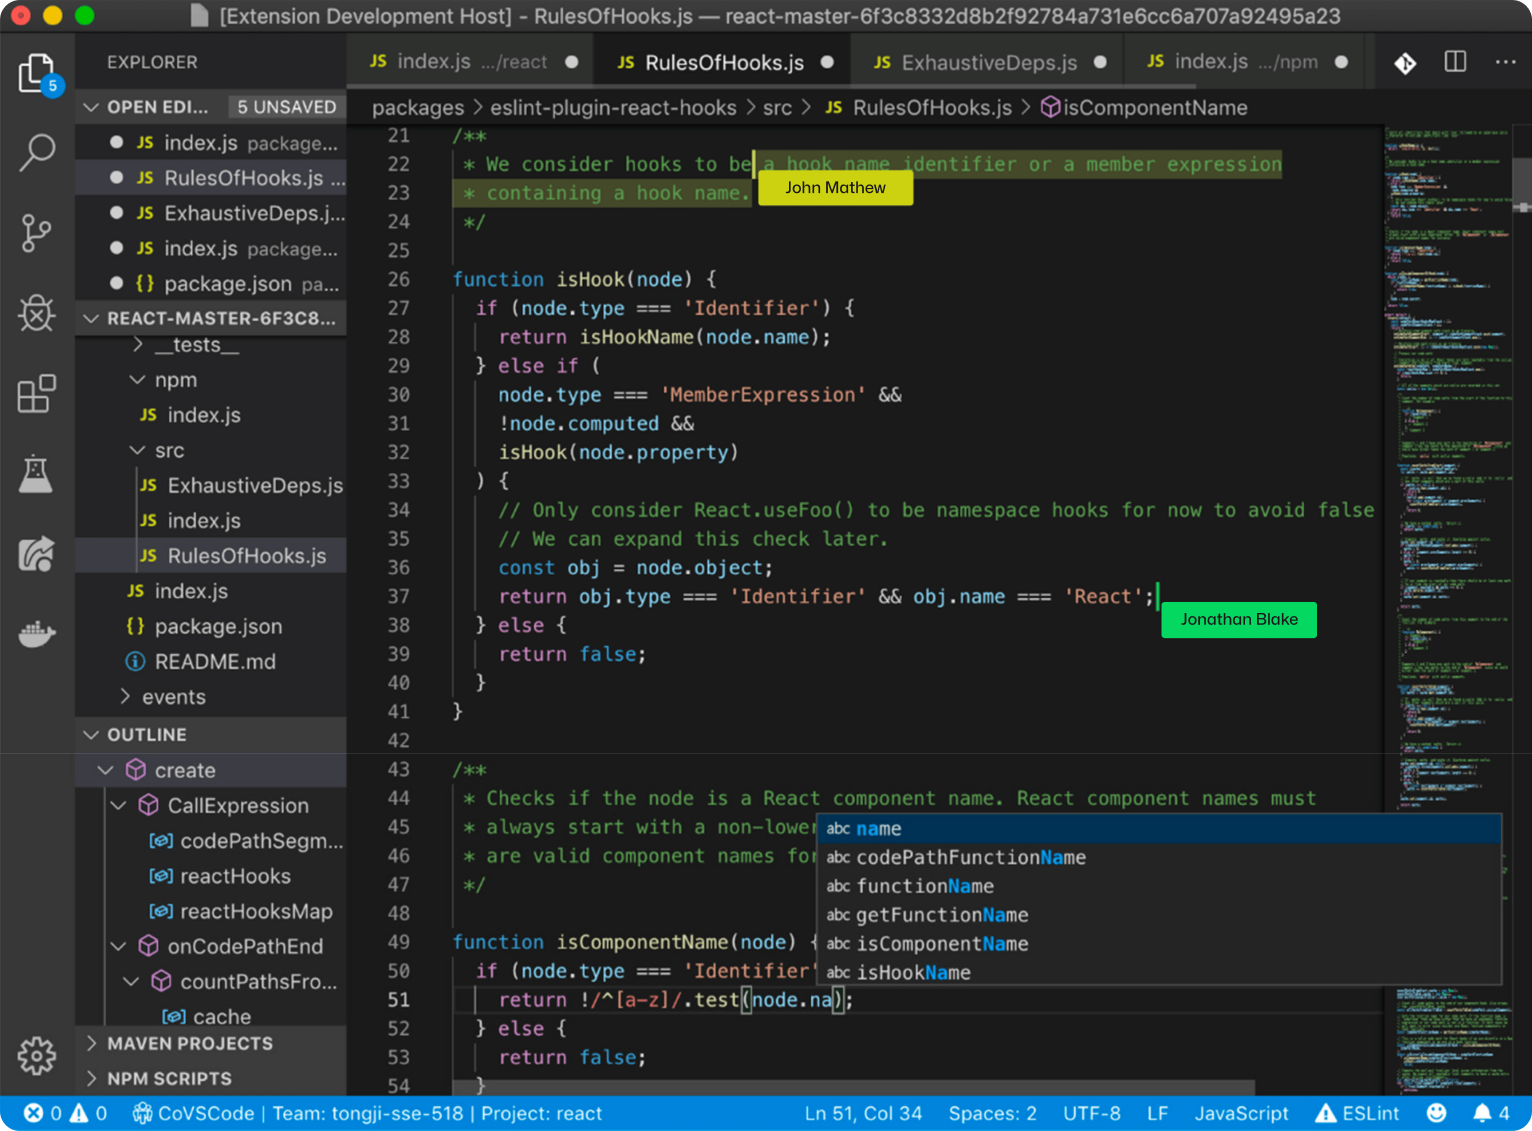 [Extension Development Host] - RulesOfHooks.js — react-master-6f3c8332d8b2f92784a731e6cc6a707a92495a23
EXPLORER
JS index.js .../react
JS RulesOfHooks.js
JS ExhaustiveDeps.js
JS index.js .../npm
5
OPEN EDI... 5 UNSAVED
JS index.js package...
JS RulesOfHooks.js ...
JS ExhaustiveDeps.j...
JS index.js package...
{} package.json pa...
REACT-MASTER-6F3C8...
__tests__
npm
JS index.js
src
JS ExhaustiveDeps.js
JS index.js
JS RulesOfHooks.js
JS index.js
{} package.json
README.md
events
OUTLINE
create
CallExpression
codePathSegm...
reactHooks
reactHooksMap
onCodePathEnd
countPathsFro...
cache
MAVEN PROJECTS
NPM SCRIPTS
packages > eslint-plugin-react-hooks > src > JS RulesOfHooks.js > isComponentName
21 /**
22 * We consider hooks to be a hook name identifier or a member expression
23 * containing a hook name.
John Mathew
24 */
25
26 function isHook(node) {
27 if (node.type === 'Identifier') {
28 return isHookName(node.name);
29 } else if (
30 node.type === 'MemberExpression' &&
31 !node.computed &&
32 isHook(node.property)
33 ) {
34 // Only consider React.useFoo() to be namespace hooks for now to avoid false
35 // We can expand this check later.
36 const obj = node.object;
37 return obj.type === 'Identifier' && obj.name === 'React';
Jonathan Blake
38 } else {
39 return false;
40 }
41 }
42
43 /**
44 * Checks if the node is a React component name. React component names must
45 * always start with a non-lower
46 * are valid component names for
47 */
48
49 function isComponentName(node) {
50 if (node.type === 'Identifier'
51 return !/^[a-z]/.test(node.na);
52 } else {
53 return false;
54 }
abc name
abc codePathFunctionName
abc functionName
abc getFunctionName
abc isComponentName
abc isHookName
0 0 CoVSCode | Team: tongji-sse-518 | Project: react
Ln 51, Col 34 Spaces: 2 UTF-8 LF JavaScript ESLint 4